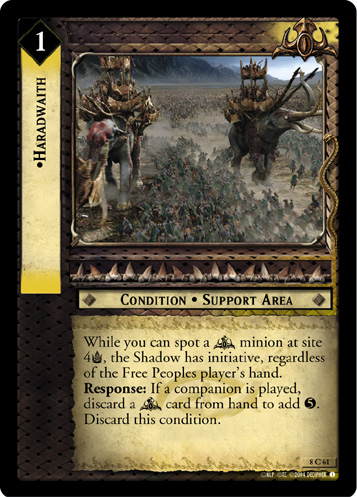 1
•HARADWAITH
CONDITION • SUPPORT AREA
While you can spot a minion at site
4, the Shadow has initiative, regardless
of the Free Peoples player's hand.
Response: If a companion is played,
discard a card from hand to add 5.
Discard this condition.
8 C 61
©2004 DECIPHER